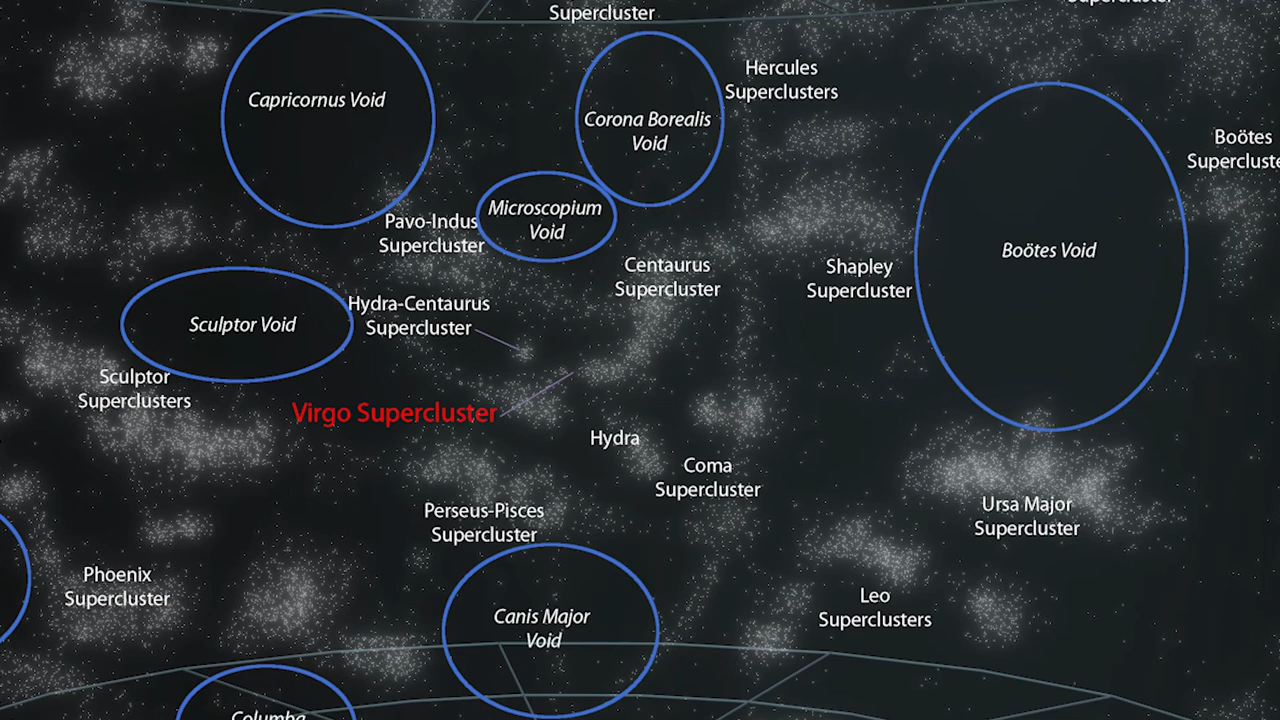 Supercluster
Supercluster
Hercules
Superclusters
Capricornus Void
Corona Borealis
Void
Boötes
Microscopium
Void
Pavo-Indus
Supercluster
Boötes Void
Centaurus
Supercluster
Shapley
Supercluster
Hydra-Centaurus
Supercluster
Sculptor Void
Sculptor
Superclusters
Virgo Supercluster
Hydra
Coma
Supercluster
Perseus-Pisces
Supercluster
Ursa Major
Supercluster
Phoenix
Supercluster
Leo
Superclusters
Canis Major
Void
Columba